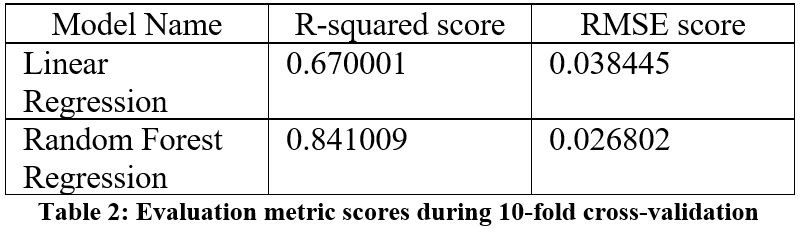 Model Name R-squared score RMSE score
Linear Regression 0.670001 0.038445
Random Forest Regression 0.841009 0.026802
Table 2: Evaluation metric scores during 10-fold cross-validation